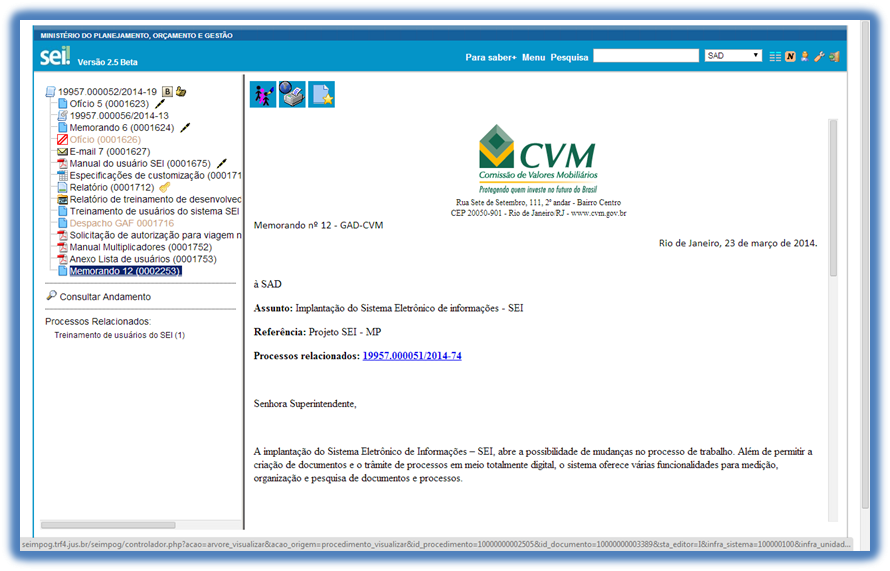 MINISTÉRIO DO PLANEJAMENTO, ORÇAMENTO E GESTÃO
sei!
Versão 2.5 Beta
Para saber+ Menu Pesquisa
SAD
N
19957.000052/2014-19
B
Ofício 5 (0001623)
19957.000056/2014-13
Memorando 6 (0001624)
Ofício (0001626)
E-mail 7 (0001627)
Manual do usuário SEI (0001675)
Especificações de customização (000171
Relatório (0001712)
Relatório de treinamento de desenvolvec
Treinamento de usuários do sistema SEI
Despacho GAF 0001716
Solicitação de autorização para viagem n
Manual Multiplicadores (0001752)
Anexo Lista de usuários (0001753)
Memorando 12 (0002253)
Consultar Andamento
Processos Relacionados:
Treinamento de usuários do SEI (1)
CVM
Comissão de Valores Mobiliários
Protegendo quem investe no futuro do Brasil
Rua Sete de Setembro, 111, 2º andar - Bairro Centro
CEP 20050-901 - Rio de Janeiro/RJ - www.cvm.gov.br
Memorando nº 12 - GAD-CVM
Rio de Janeiro, 23 de março de 2014.
à SAD
Assunto: Implantação do Sistema Eletrônico de informações - SEI
Referência: Projeto SEI - MP
Processos relacionados: 19957.000051/2014-74
Senhora Superintendente,
A implantação do Sistema Eletrônico de Informações – SEI, abre a possibilidade de mudanças no processo de trabalho. Além de permitir a
criação de documentos e o trâmite de processos em meio totalmente digital, o sistema oferece várias funcionalidades para medição,
organização e pesquisa de documentos e processos.
seimpog.trf4.jus.br/seimpog/controlador.php?acao=arvore_visualizar&acao_origem=procedimento_visualizar&id_procedimento=10000000002505&id_documento=10000000003389&sta_editor=I&infra_sistema=100000100&infra_unidad...